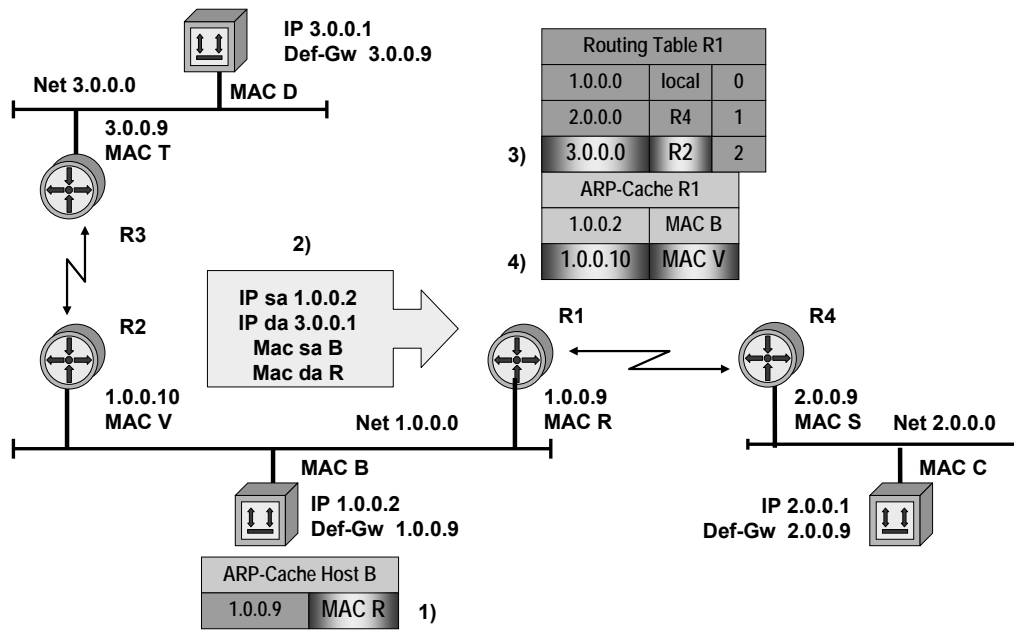 IP 3.0.0.1
Def-Gw 3.0.0.9
Net 3.0.0.0
MAC D
3.0.0.9
MAC T
R3
Routing Table R1
1.0.0.0 local 0
2.0.0.0 R4 1
3) 3.0.0.0 R2 2
ARP-Cache R1
1.0.0.2 MAC B
4) 1.0.0.10 MAC V
2)
IP sa 1.0.0.2
IP da 3.0.0.1
Mac sa B
Mac da R
R2
1.0.0.10
MAC V
R1
1.0.0.9
MAC R
R4
2.0.0.9
MAC S
Net 1.0.0.0
Net 2.0.0.0
MAC B
IP 1.0.0.2
Def-Gw 1.0.0.9
MAC C
IP 2.0.0.1
Def-Gw 2.0.0.9
ARP-Cache Host B
1.0.0.9 MAC R 1)